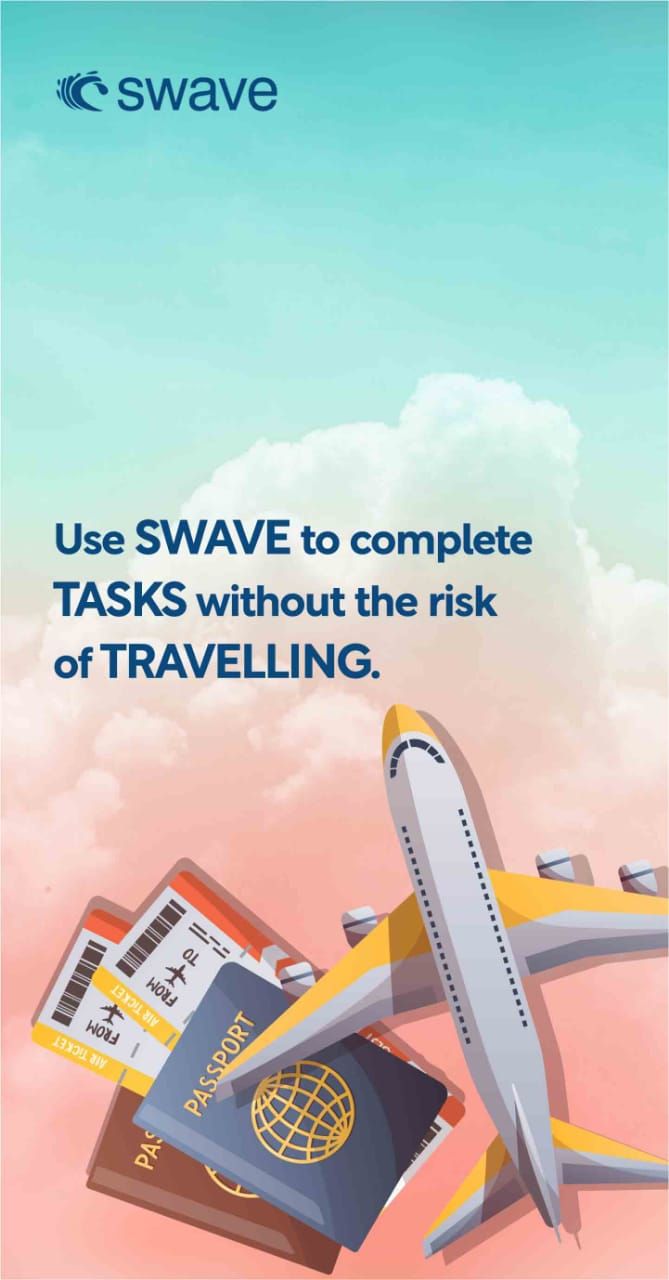 swave
Use SWAVE to complete
TASKS without the risk
of TRAVELLING.
TO
FROM
AIR TICKET
FROM
AIR TICKET
PASSPORT
PAS